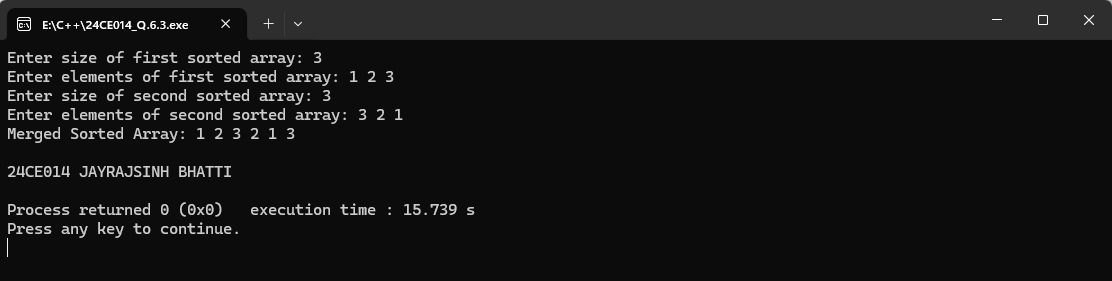 E:\C++\24CE014_Q.6.3.exe
Enter size of first sorted array: 3
Enter elements of first sorted array: 1 2 3
Enter size of second sorted array: 3
Enter elements of second sorted array: 3 2 1
Merged Sorted Array: 1 2 3 2 1 3
24CE014 JAYRAJSINH BHATTI
Process returned 0 (0x0)   execution time : 15.739 s
Press any key to continue.